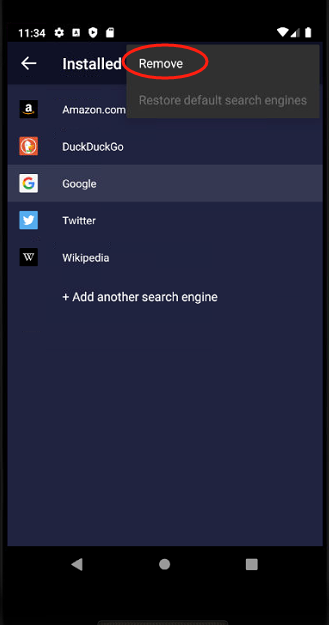 11:34
Installed
Remove
Restore default search engines
Amazon.com
DuckDuckGo
Google
Twitter
Wikipedia
+ Add another search engine